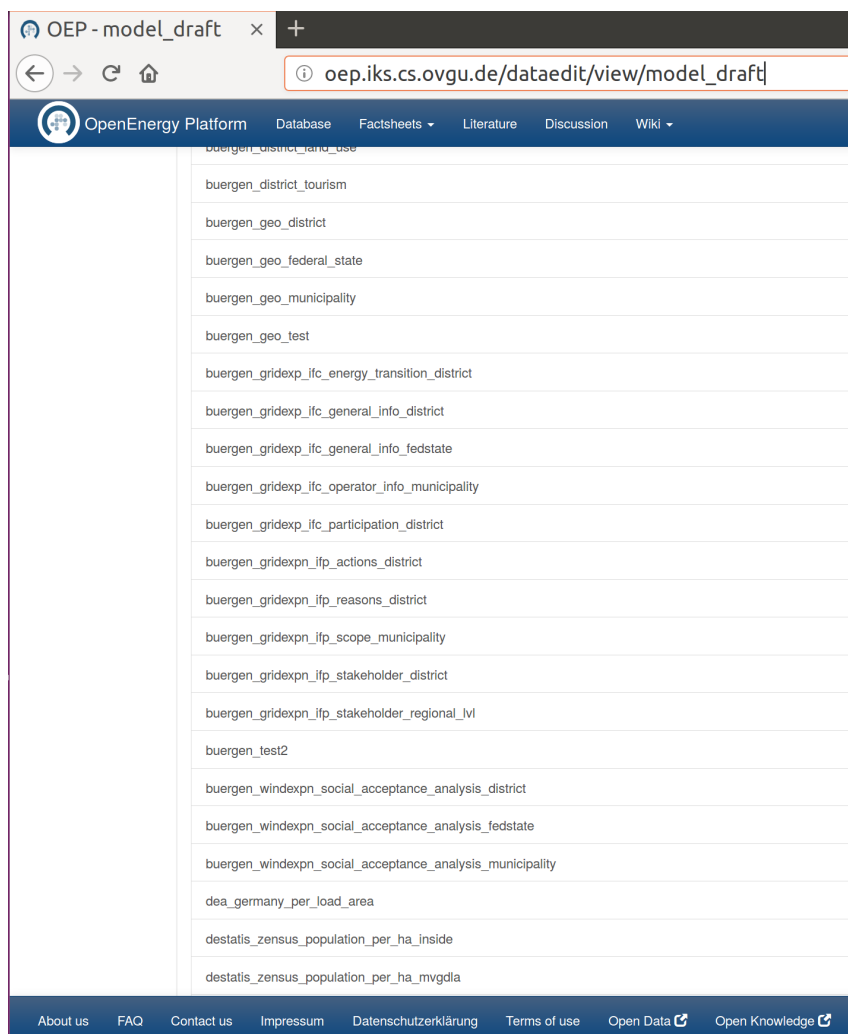 OEP - model_draft
oep.iks.cs.ovgu.de/dataedit/view/model_draft
OpenEnergy Platform Database Factsheets Literature Discussion Wiki
buergen_district_land_use
buergen_district_tourism
buergen_geo_district
buergen_geo_federal_state
buergen_geo_municipality
buergen_geo_test
buergen_gridexp_ifc_energy_transition_district
buergen_gridexp_ifc_general_info_district
buergen_gridexp_ifc_general_info_fedstate
buergen_gridexp_ifc_operator_info_municipality
buergen_gridexp_ifc_participation_district
buergen_gridexpn_ifp_actions_district
buergen_gridexpn_ifp_reasons_district
buergen_gridexpn_ifp_scope_municipality
buergen_gridexpn_ifp_stakeholder_district
buergen_gridexpn_ifp_stakeholder_regional_lvl
buergen_test2
buergen_windexpn_social_acceptance_analysis_district
buergen_windexpn_social_acceptance_analysis_fedstate
buergen_windexpn_social_acceptance_analysis_municipality
dea_germany_per_load_area
destatis_zensus_population_per_ha_inside
destatis_zensus_population_per_ha_mvgdla
About us FAQ Contact us Impressum Datenschutzerklärung Terms of use Open Data Open Knowledge